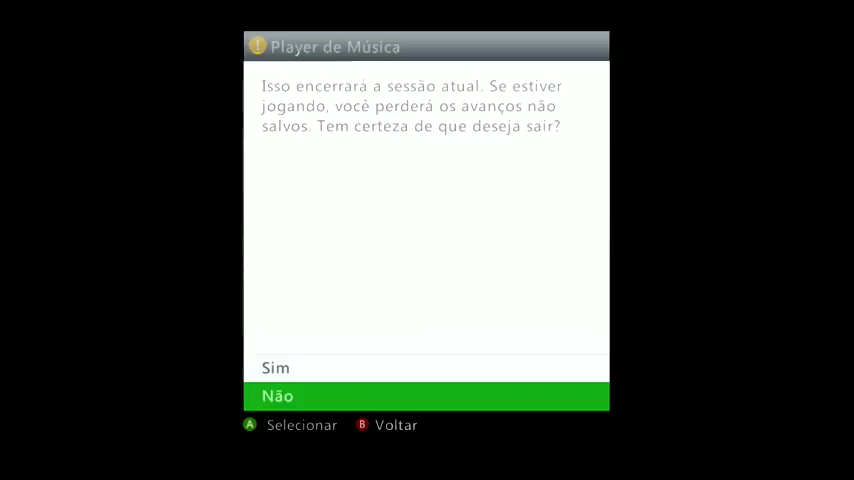 ! Player de Música
Isso encerrará a sessão atual. Se estiver
jogando, você perderá os avanços não
salvos. Tem certeza de que deseja sair?
Sim
Não
A Selecionar B Voltar